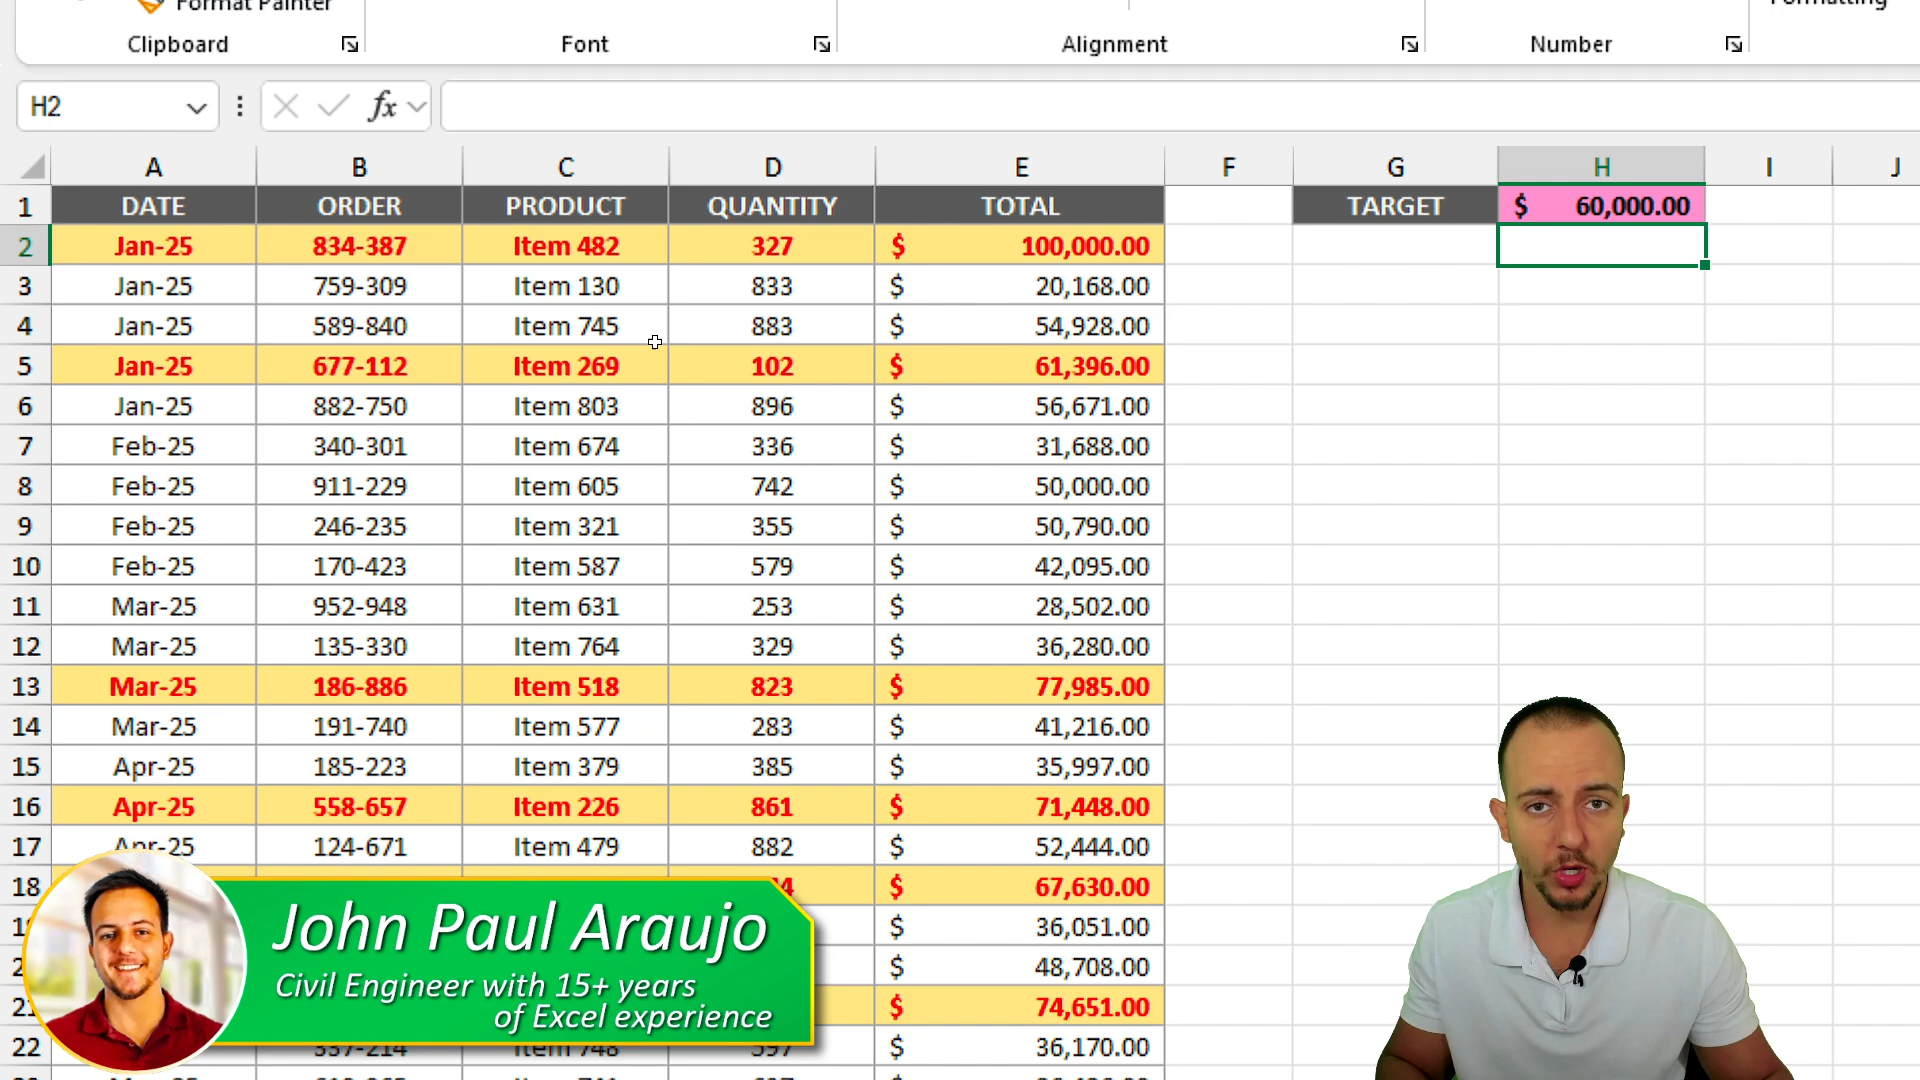 Format Painter
Formatting
Clipboard Font Alignment Number
H2 fx
A B C D E F G H I J
1 DATE ORDER PRODUCT QUANTITY TOTAL TARGET $ 60,000.00
2 Jan-25 834-387 Item 482 327 $ 100,000.00
3 Jan-25 759-309 Item 130 833 $ 20,168.00
4 Jan-25 589-840 Item 745 883 $ 54,928.00
5 Jan-25 677-112 Item 269 102 $ 61,396.00
6 Jan-25 882-750 Item 803 896 $ 56,671.00
7 Feb-25 340-301 Item 674 336 $ 31,688.00
8 Feb-25 911-229 Item 605 742 $ 50,000.00
9 Feb-25 246-235 Item 321 355 $ 50,790.00
10 Feb-25 170-423 Item 587 579 $ 42,095.00
11 Mar-25 952-948 Item 631 253 $ 28,502.00
12 Mar-25 135-330 Item 764 329 $ 36,280.00
13 Mar-25 186-886 Item 518 823 $ 77,985.00
14 Mar-25 191-740 Item 577 283 $ 41,216.00
15 Apr-25 185-223 Item 379 385 $ 35,997.00
16 Apr-25 558-657 Item 226 861 $ 71,448.00
17 Apr-25 124-671 Item 479 882 $ 52,444.00
18 $ 67,630.00
$ 36,051.00
$ 48,708.00
21 $ 74,651.00
22 337-214 Item 748 597 $ 36,170.00
John Paul Araujo
Civil Engineer with 15+ years
of Excel experience